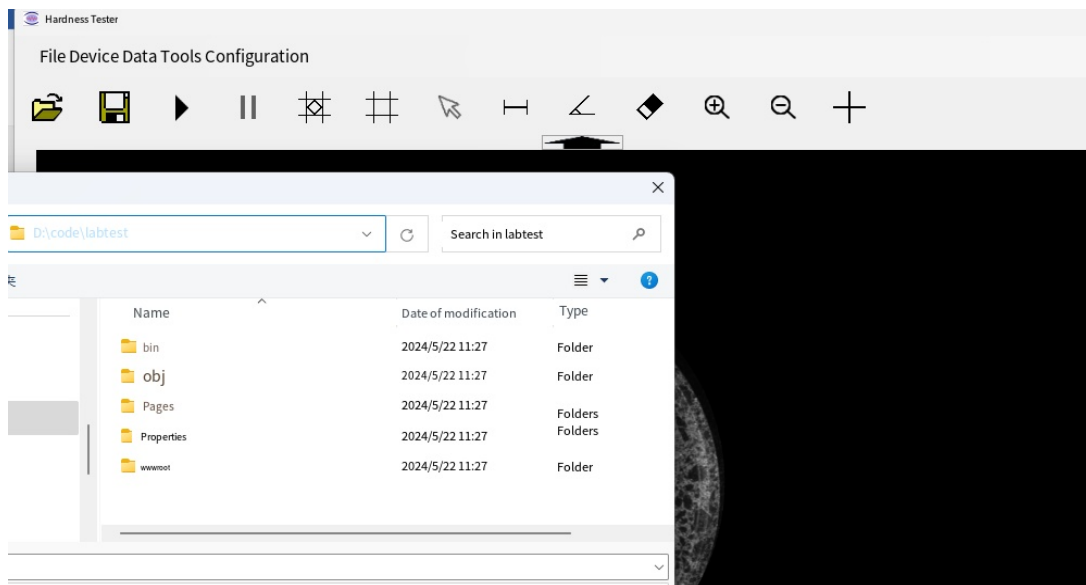 Hardness Tester
File Device Data Tools Configuration
D:\code\labtest
Search in labtest
Name Date of modification Type
bin 2024/5/22 11:27 Folder
obj 2024/5/22 11:27 Folder
Pages 2024/5/22 11:27 Folders
Properties 2024/5/22 11:27 Folders
wwwroot 2024/5/22 11:27 Folder